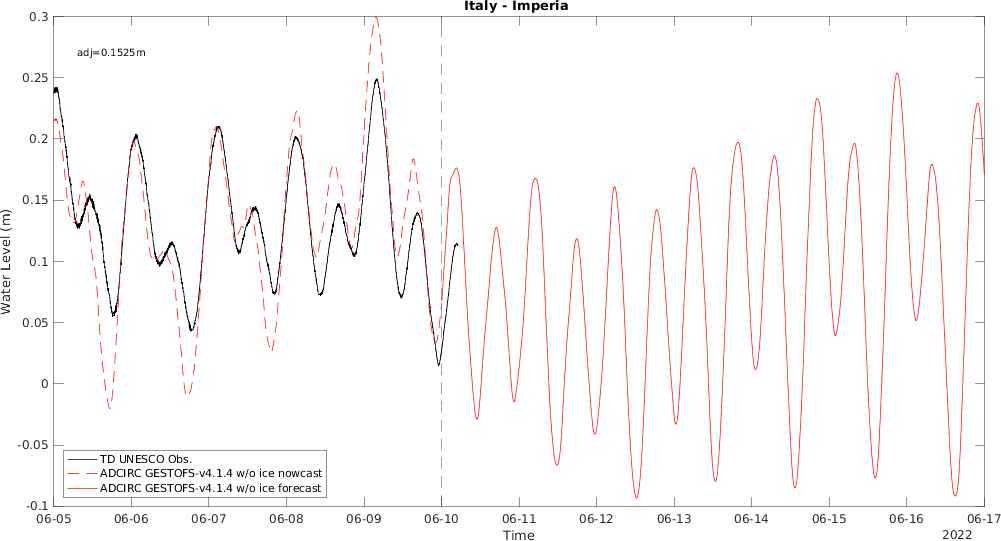 Italy - Imperia
adj=0.1525m
0.3
0.25
0.2
0.15
0.1
0.05
0
-0.05
-0.1
Water Level (m)
TD UNESCO Obs.
ADCIRC GESTOFS-v4.1.4 w/o ice nowcast
ADCIRC GESTOFS-v4.1.4 w/o ice forecast
06-05 06-06 06-07 06-08 06-09 06-10 06-11 06-12 06-13 06-14 06-15 06-16 06-17
Time
2022